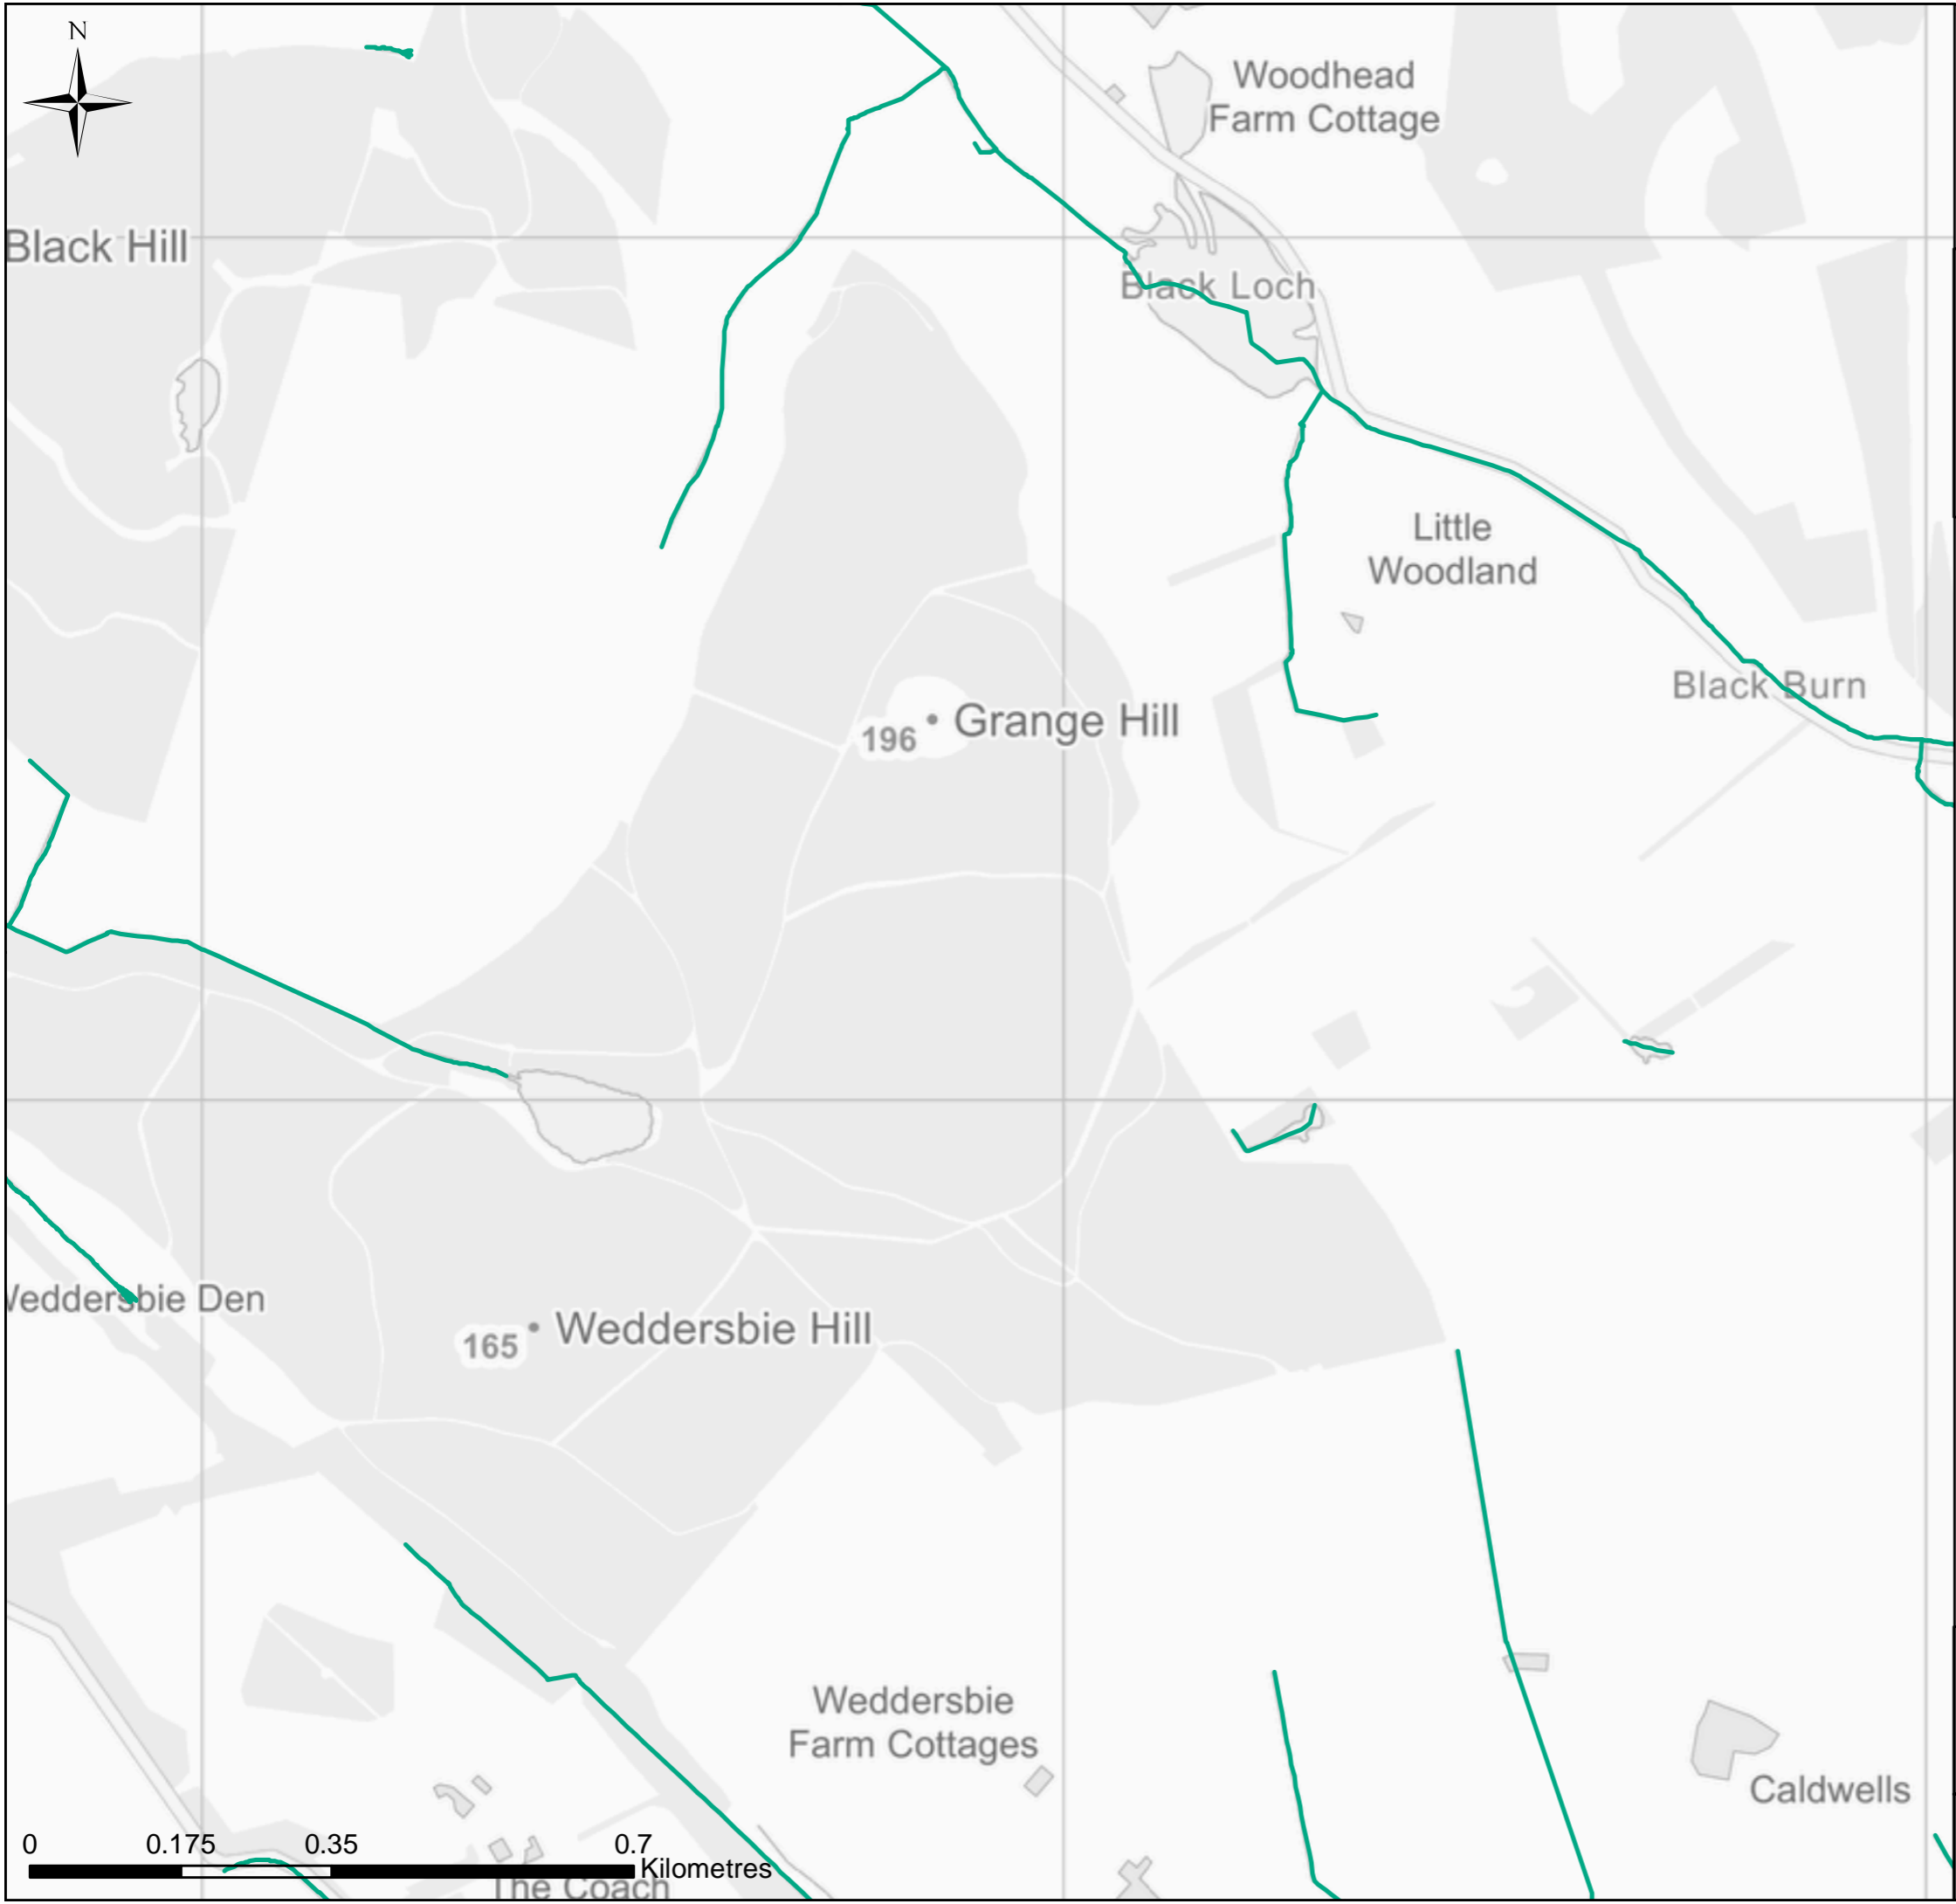 N
Woodhead
Farm Cottage
Black Hill
Black Loch
Little
Woodland
Black Burn
196 Grange Hill
Weddersbie Den
165 Weddersbie Hill
Weddersbie
Farm Cottages
Caldwells
0 0.175 0.35 0.7
Kilometres
The Coach